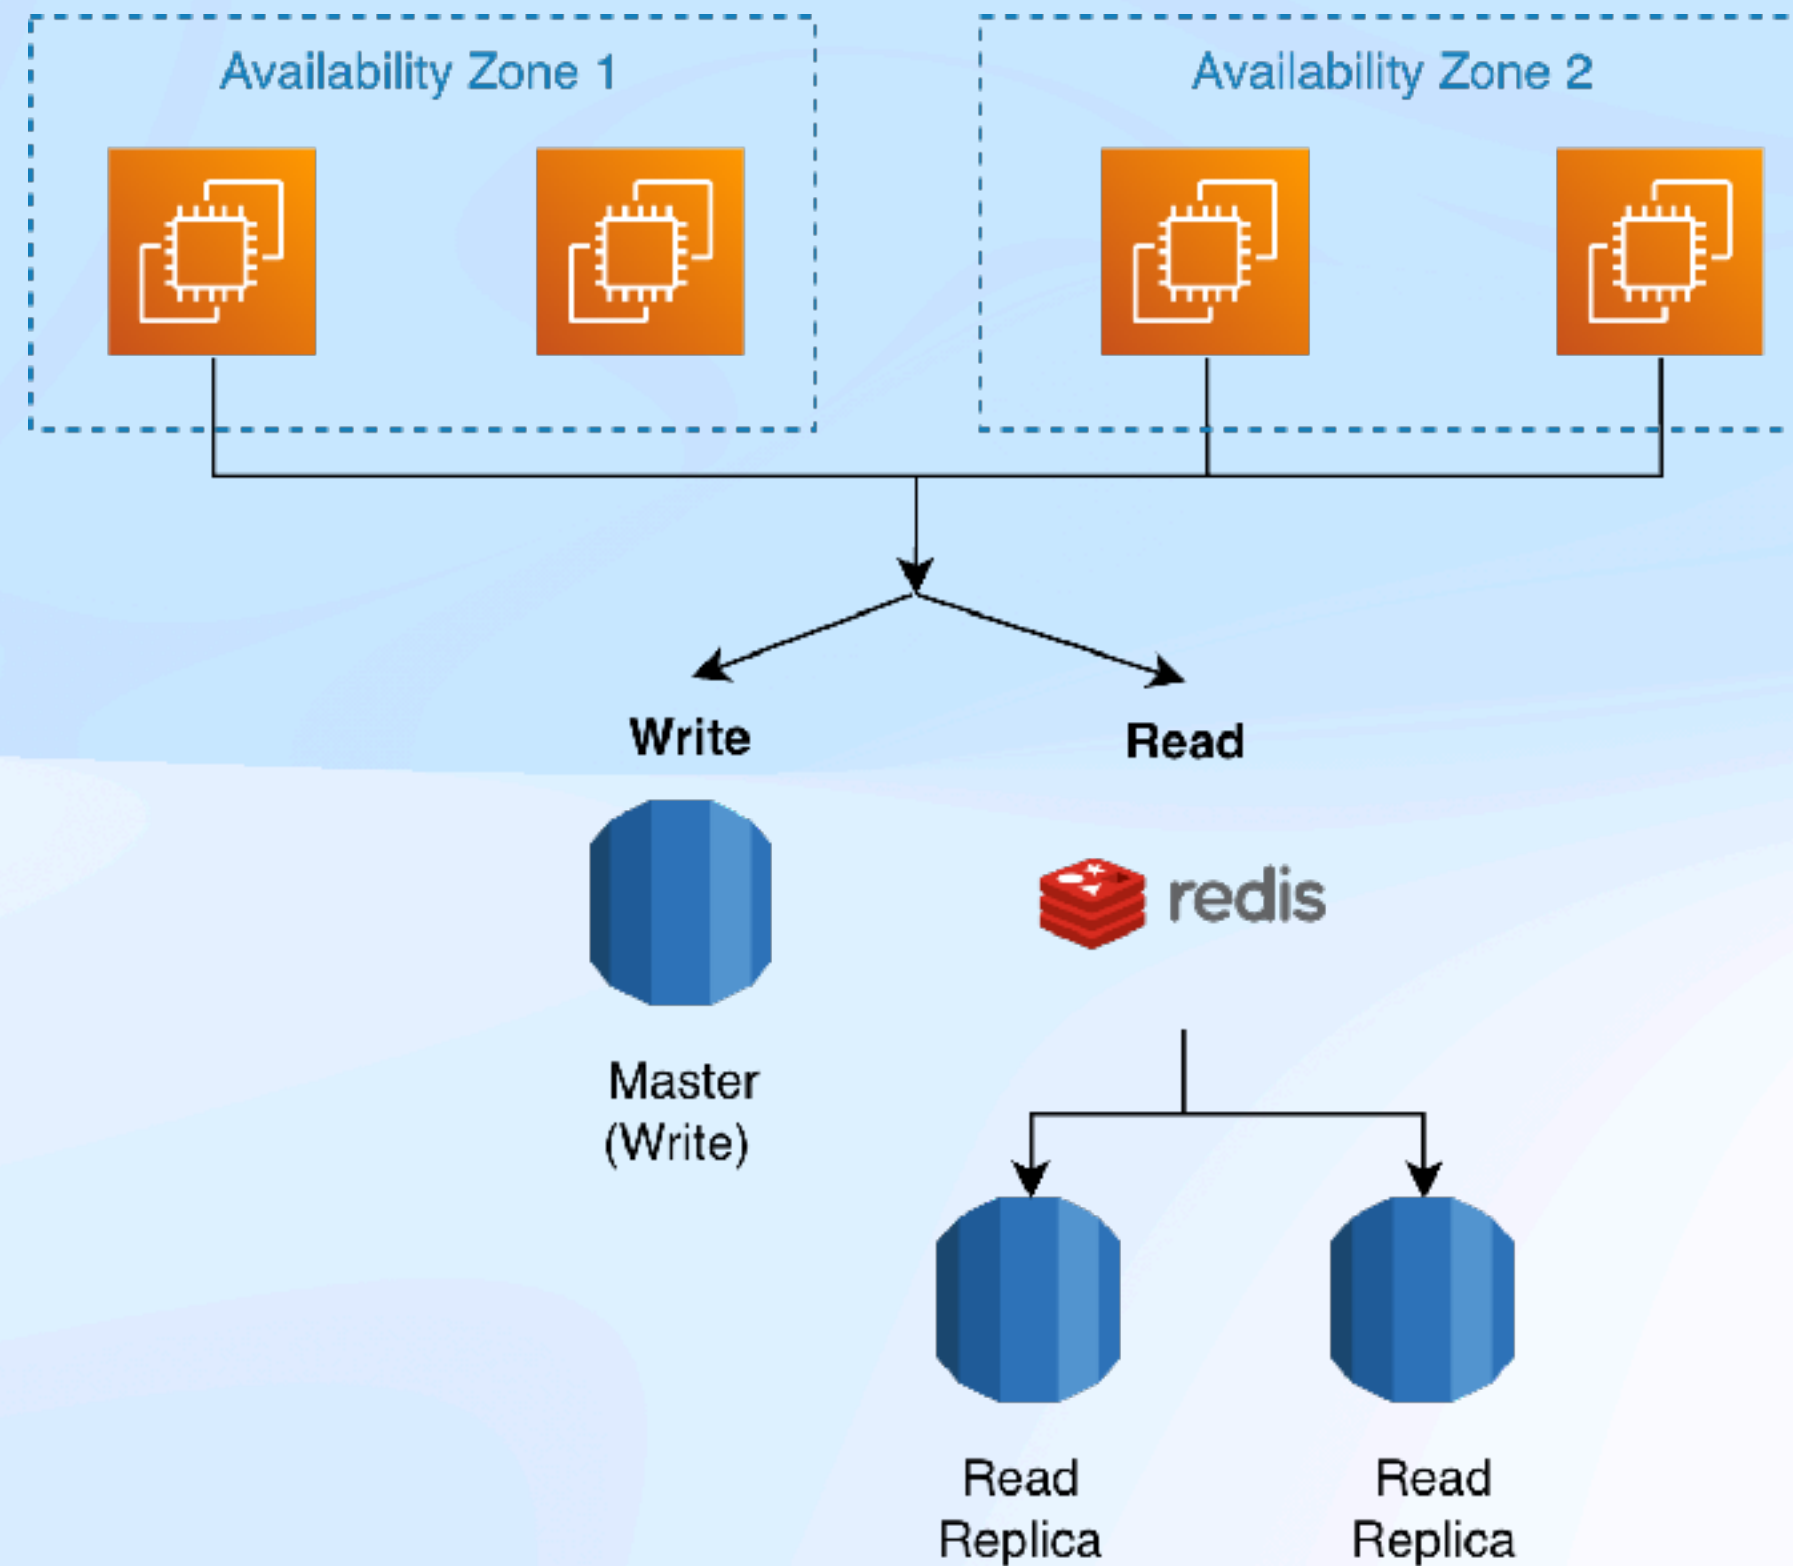 Availability Zone 1
Availability Zone 2
Write
Read
redis
Master
(Write)
Read
Replica
Read
Replica